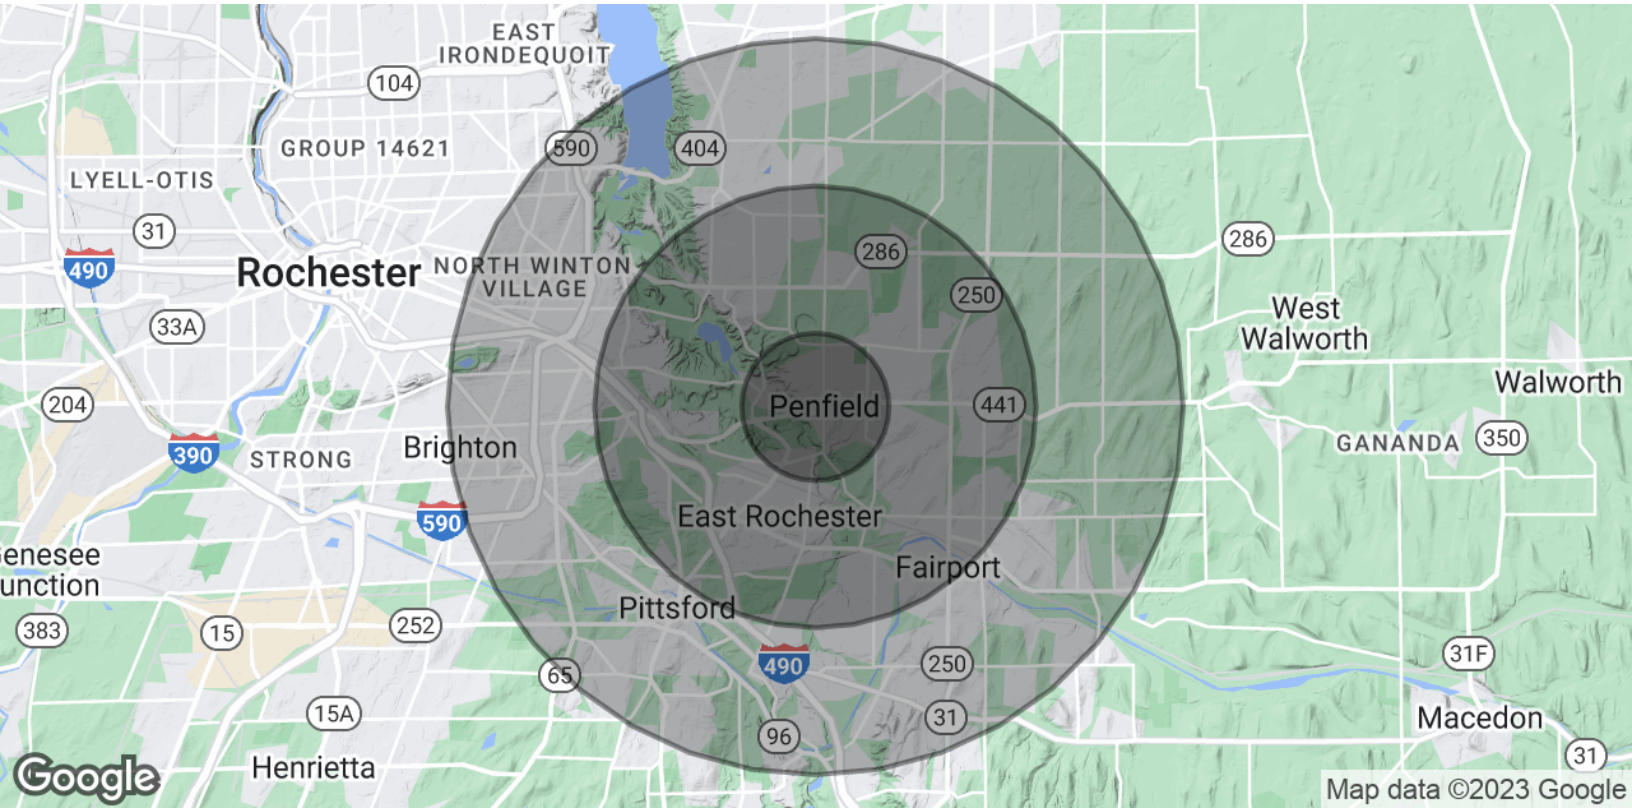 EAST
IRONDEQUOIT
104
GROUP 14621
590
404
LYELL-OTIS
31
490
Rochester
NORTH WINTON
VILLAGE
286
286
250
33A
West
Walworth
204
Penfield
441
Walworth
390
STRONG
Brighton
GANANDA
350
590
East Rochester
Genesee
unction
Fairport
383
15
252
Pittsford
490
250
31F
65
15A
96
31
Macedon
31
Henrietta
Google
Map data ©2023 Google